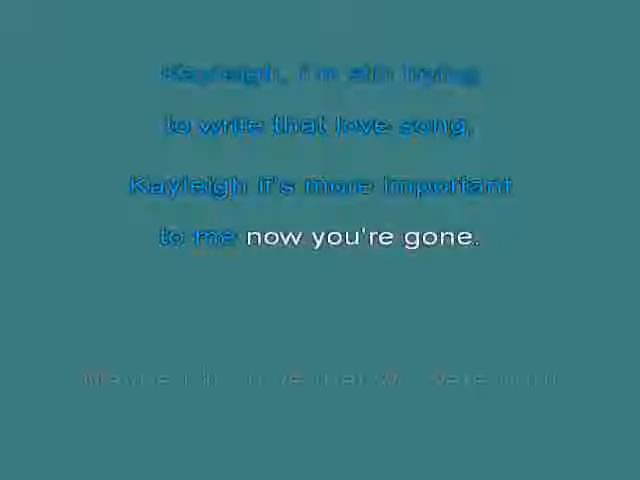 Kayleigh, I'm still trying
to write that love song,
Kayleigh it's more important
to me now you're gone.